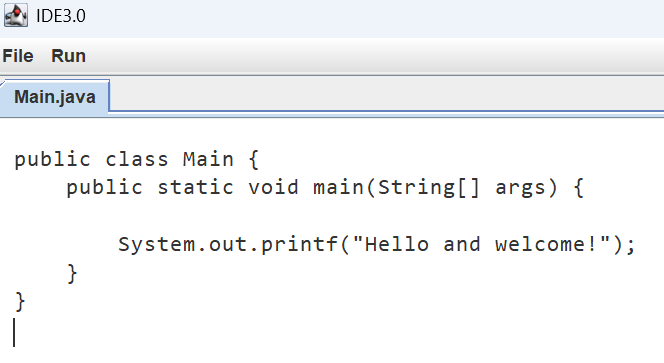 IDE3.0
File Run
Main.java
public class Main {
    public static void main(String[] args) {
        System.out.printf("Hello and welcome!");
    }
}